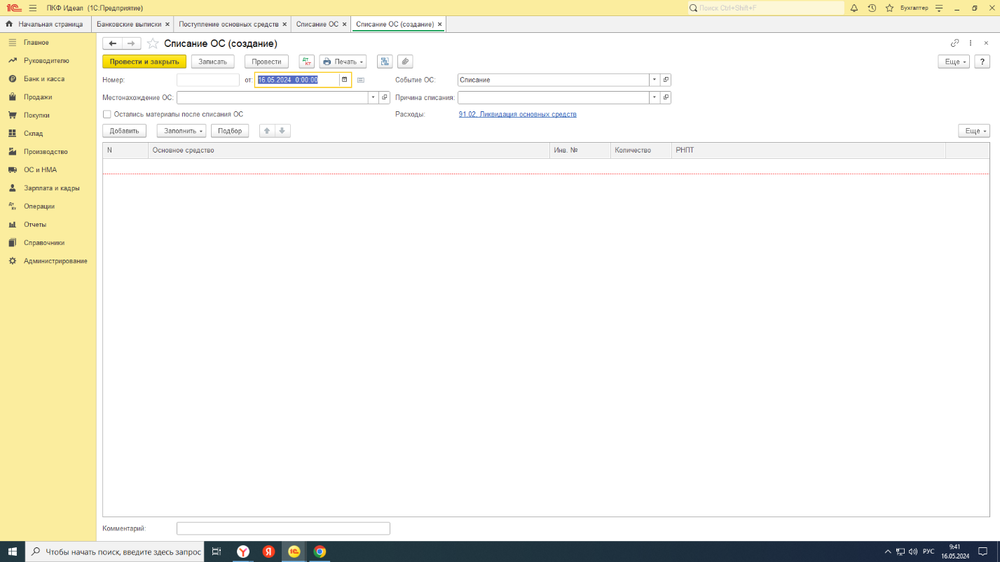 ПКФ Идеал (1С:Предприятие)
Поиск Ctrl+Shift+F
Бухгалтер
Начальная страница
Банковские выписки
Поступление основных средств
Списание ОС
Списание ОС (создание)
Главное
Руководителю
Банк и касса
Продажи
Покупки
Склад
Производство
ОС и НМА
Зарплата и кадры
Операции
Отчеты
Справочники
Администрирование
Списание ОС (создание)
Провести и закрыть
Записать
Провести
Дт Кт
Печать
Еще
?
Номер:
от: 16.05.2024 0:00:00
Событие ОС: Списание
Местонахождение ОС:
Причина списания:
Остались материалы после списания ОС
Расходы: 91.02, Ликвидация основных средств
Добавить
Заполнить
Подбор
Еще
N
Основное средство
Инв. №
Количество
РНПТ
Комментарий:
Чтобы начать поиск, введите здесь запрос
РУС
9:41
16.05.2024